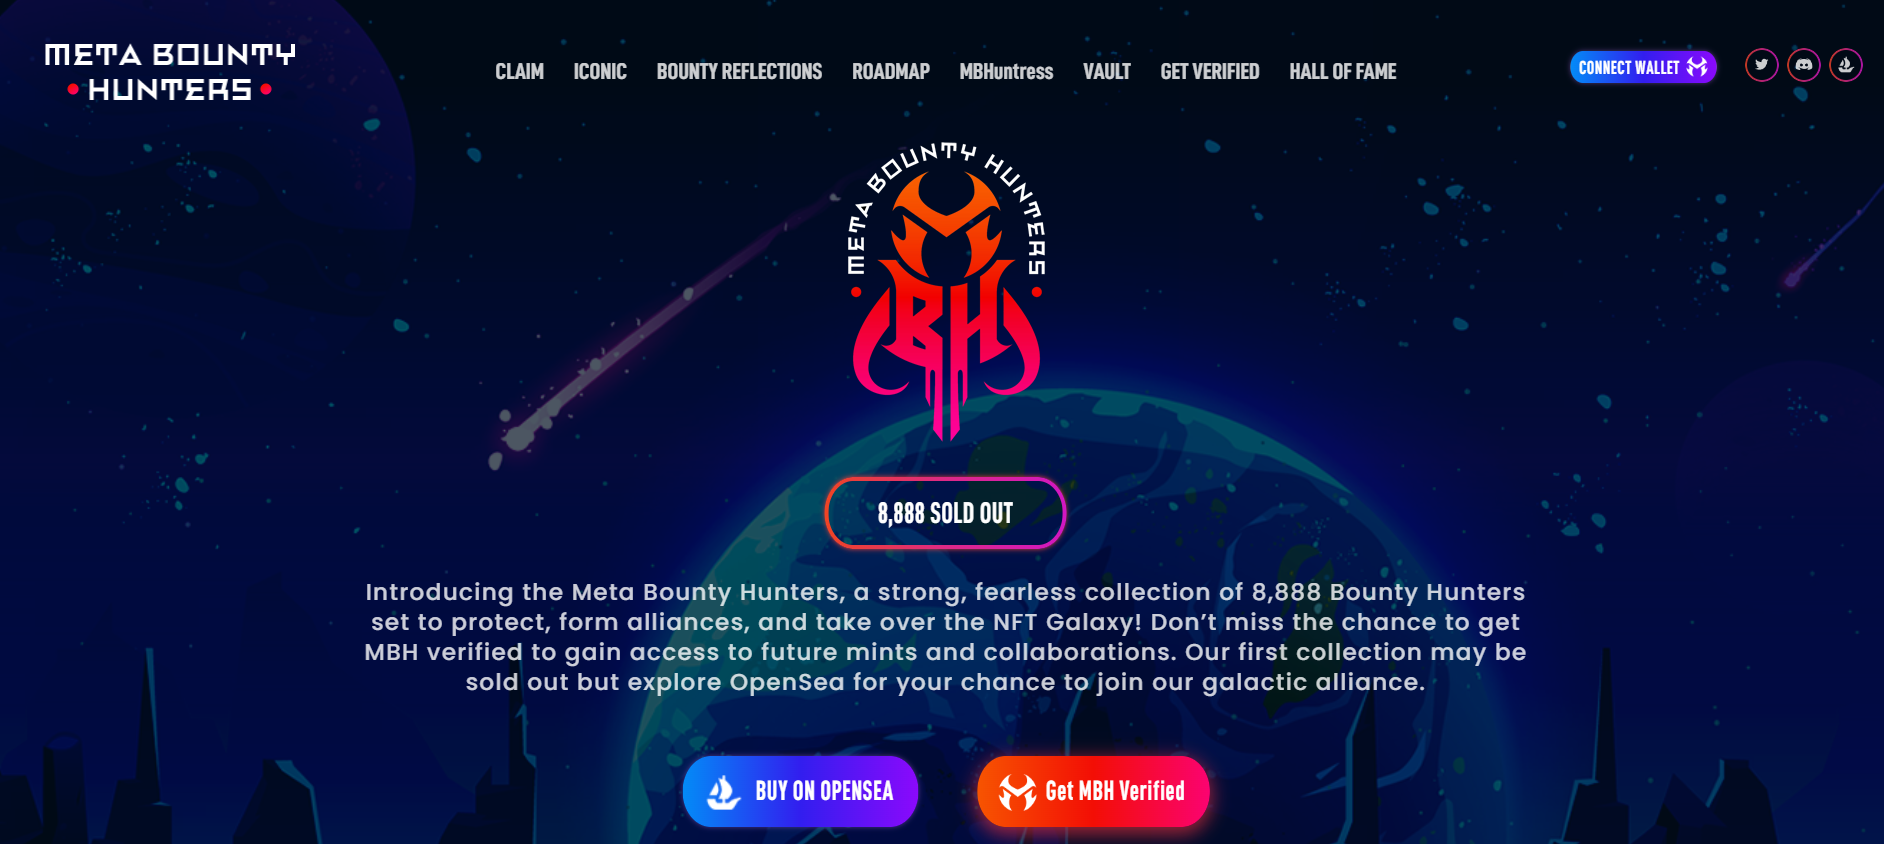 META BOUNTY
HUNTERS
CLAIM ICONIC BOUNTY REFLECTIONS ROADMAP MBHuntress VAULT GET VERIFIED HALL OF FAME
CONNECT WALLET
META BOUNTY HUNTERS
MBH
8,888 SOLD OUT
Introducing the Meta Bounty Hunters, a strong, fearless collection of 8,888 Bounty Hunters
set to protect, form alliances, and take over the NFT Galaxy! Don’t miss the chance to get
MBH verified to gain access to future mints and collaborations. Our first collection may be
sold out but explore OpenSea for your chance to join our galactic alliance.
BUY ON OPENSEA
Get MBH Verified